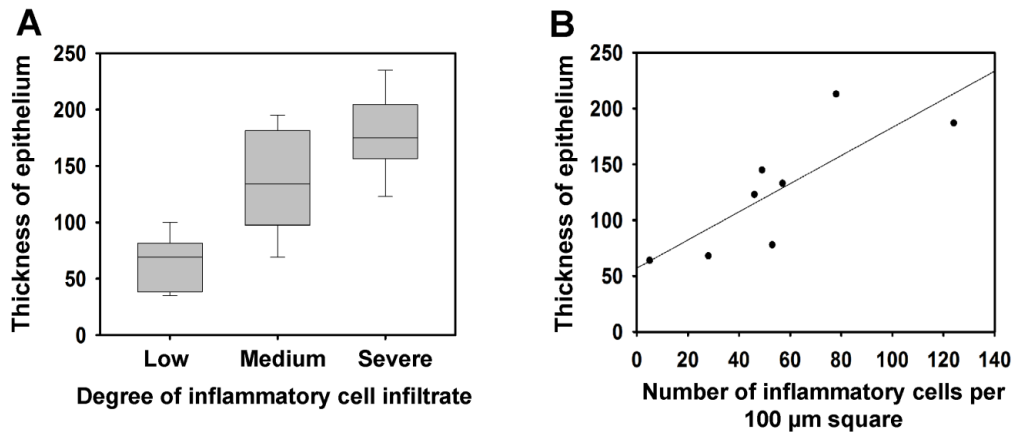 A
Thickness of epithelium
250
200
150
100
50
0
Low Medium Severe
Degree of inflammatory cell infiltrate
B
Thickness of epithelium
250
200
150
100
50
0
0 20 40 60 80 100 120 140
Number of inflammatory cells per
100 µm square